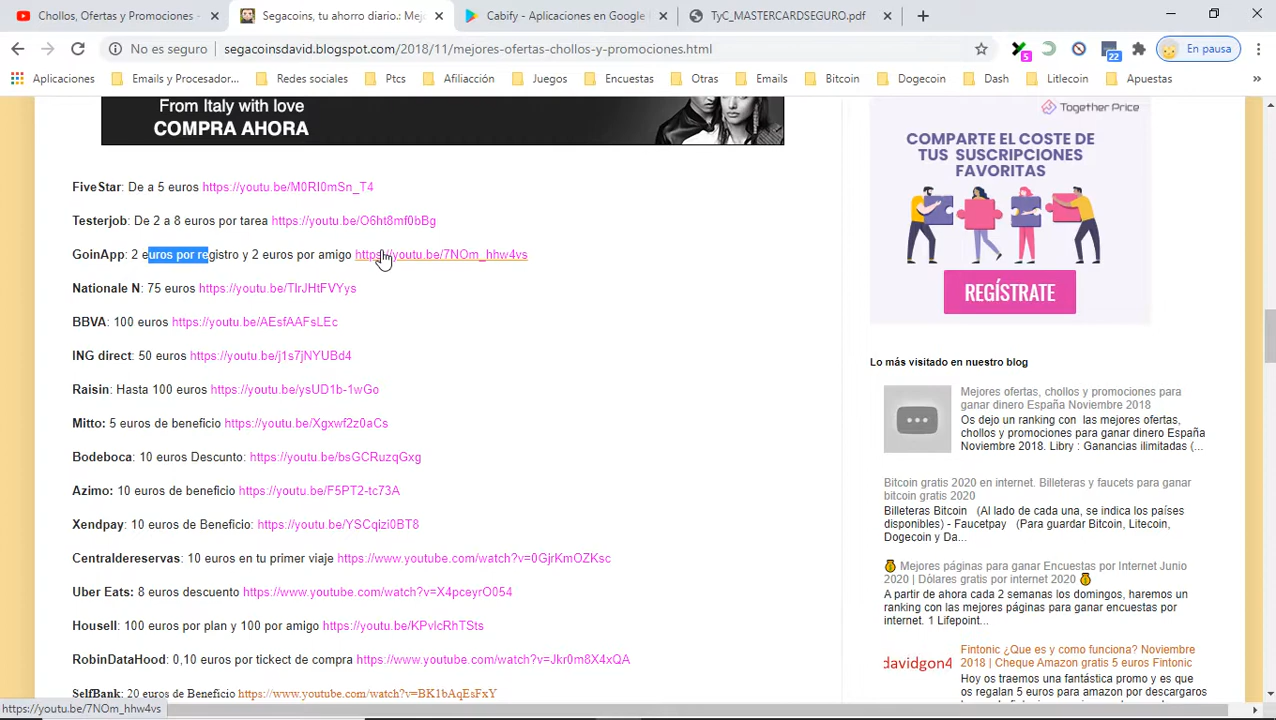 Chollos, Ofertas y Promociones -
Segacoins, tu ahorro diario.: Mejo
Cabify - Aplicaciones en Google
TyC_MASTERCARDSEGURO.pdf
No es seguro
segacoinsdavid.blogspot.com/2018/11/mejores-ofertas-chollos-y-promociones.html
5
22
En pausa
Aplicaciones
Emails y Procesador...
Redes sociales
Ptcs
Afiliacción
Juegos
Encuestas
Otras
Emails
Bitcoin
Dogecoin
Dash
Litlecoin
Apuestas
»
From Italy with love
COMPRA AHORA
FiveStar: De a 5 euros https://youtu.be/M0RI0mSn_T4
Testerjob: De 2 a 8 euros por tarea https://youtu.be/O6ht8mf0bBg
GoinApp: 2 euros por registro y 2 euros por amigo https://youtu.be/7NOm_hhw4vs
Nationale N: 75 euros https://youtu.be/TIrJHtFVYys
BBVA: 100 euros https://youtu.be/AEsfAAFsLEc
ING direct: 50 euros https://youtu.be/j1s7jNYUBd4
Raisin: Hasta 100 euros https://youtu.be/ysUD1b-1wGo
Mitto: 5 euros de beneficio https://youtu.be/Xgxwf2z0aCs
Bodeboca: 10 euros Descuento: https://youtu.be/bsGCRuzqGxg
Azimo: 10 euros de beneficio https://youtu.be/F5PT2-tc73A
Xendpay: 10 euros de Beneficio: https://youtu.be/YSCqizi0BT8
Centraldereservas: 10 euros en tu primer viaje https://www.youtube.com/watch?v=0GjrKmOZKsc
Uber Eats: 8 euros descuento https://www.youtube.com/watch?v=X4pceyrO054
Housell: 100 euros por plan y 100 por amigo https://youtu.be/KPvlcRhTSts
RobinDataHood: 0,10 euros por tickect de compra https://www.youtube.com/watch?v=Jkr0m8X4xQA
SelfBank: 20 euros de Beneficio https://www.youtube.com/watch?v=BK1bAqEsFxY
Together Price
COMPARTE EL COSTE DE
TUS SUSCRIPCIONES
FAVORITAS
REGÍSTRATE
Lo más visitado en nuestro blog
Mejores ofertas, chollos y promociones para
ganar dinero España Noviembre 2018
Os dejo un ranking con las mejores ofertas,
chollos y promociones para ganar dinero España
Noviembre 2018. Libry : Ganancias ilimitadas (...
Bitcoin gratis 2020 en internet. Billeteras y faucets para ganar
bitcoin gratis 2020
Billeteras Bitcoin (Al lado de cada una, se indica los países
disponibles) - Faucetpay (Para guardar Bitcoin, Litecoin,
Dogecoin y Da...
Mejores páginas para ganar Encuestas por Internet Junio
2020 | Dólares gratis por internet 2020
A partir de ahora cada 2 semanas los domingos, haremos un
ranking con las mejores páginas para ganar encuestas por
internet. 1 Lifepoint...
davidgon4
Fintonic ¿Que es y como funciona? Noviembre
2018 | Cheque Amazon gratis 5 euros Fintonic
Hoy os traemos una fantástica promo y es que
os regalan 5 euros para amazon por descargaros
https://youtu.be/7NOm_hhw4vs